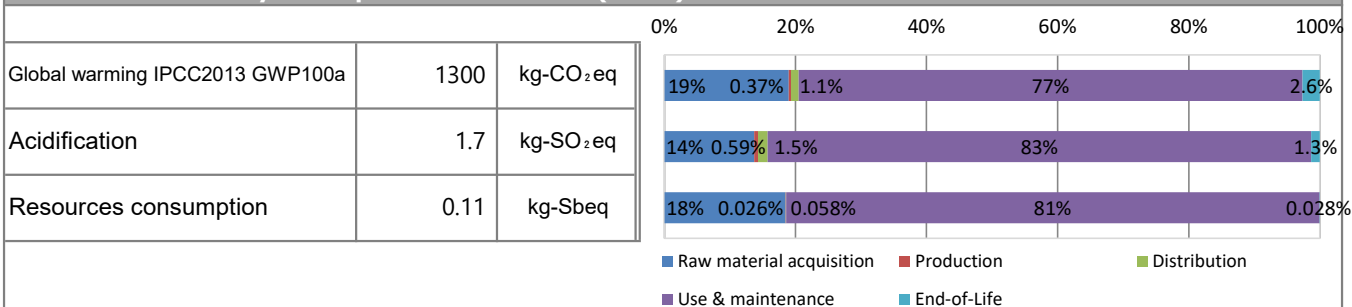 0% 20% 40% 60% 80% 100%
Global warming IPCC2013 GWP100a 1300 kg-CO₂eq 19% 0.37% 1.1% 77% 2.6%
Acidification 1.7 kg-SO₂eq 14% 0.59% 1.5% 83% 1.3%
Resources consumption 0.11 kg-Sbeq 18% 0.026% 0.058% 81% 0.028%
Raw material acquisition Production Distribution
Use & maintenance End-of-Life